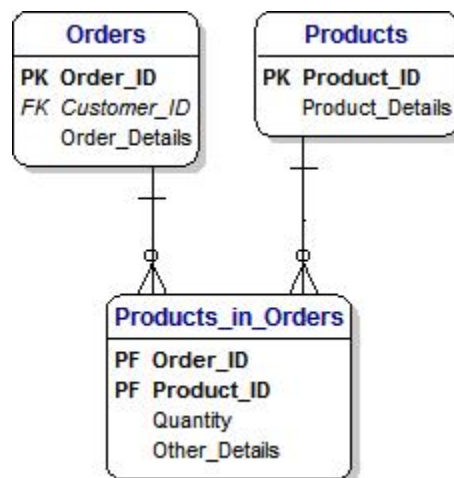 Orders
PK Order_ID
FK Customer_ID
Order_Details
Products
PK Product_ID
Product_Details
Products_in_Orders
PF Order_ID
PF Product_ID
Quantity
Other_Details